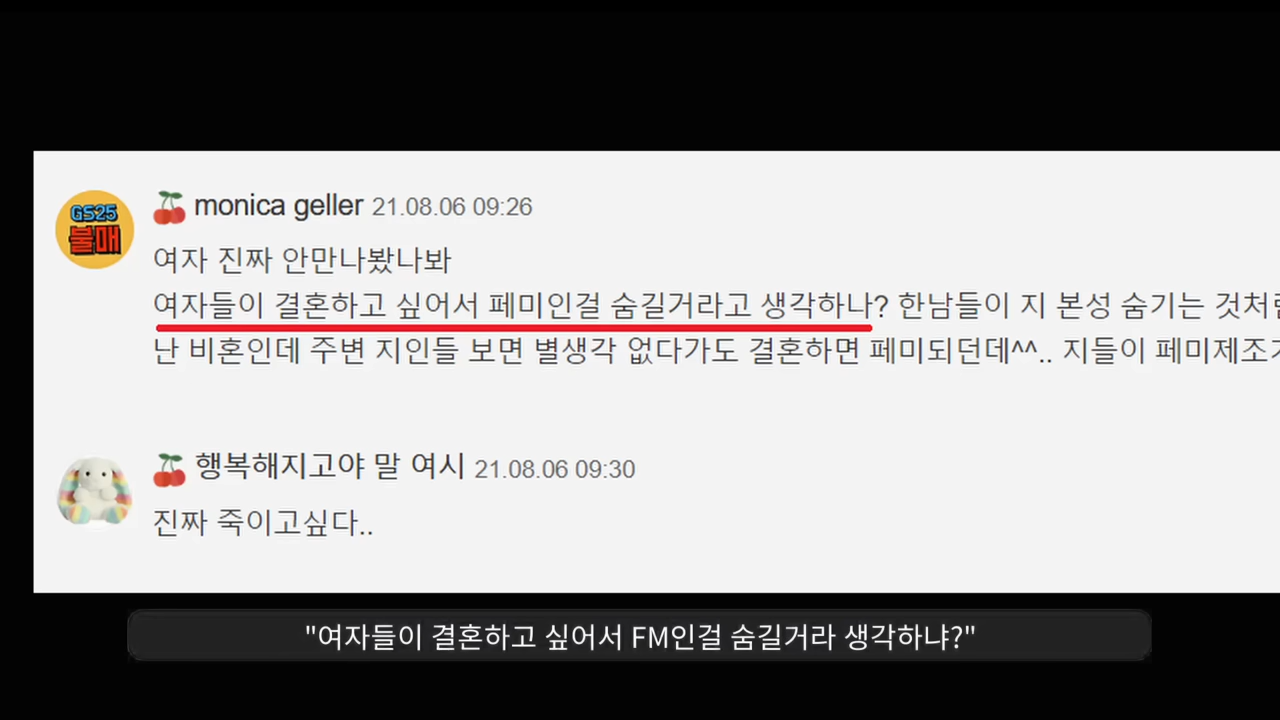 GS25
불매
monica geller 21.08.06 09:26
여자 진짜 안만나봤나봐
여자들이 결혼하고 싶어서 페미인걸 숨길거라고 생각하나? 한남들이 지 본성 숨기는 것처럼
난 비혼인데 주변 지인들 보면 별생각 없다가도 결혼하면 페미되던데^^.. 지들이 페미제조기
행복해지고야 말 여시 21.08.06 09:30
진짜 죽이고싶다..
"여자들이 결혼하고 싶어서 FM인걸 숨길거라 생각하냐?"